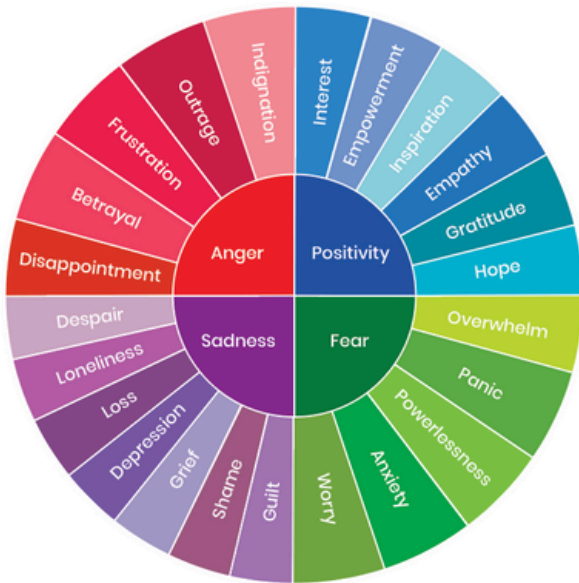 Anger
Positivity
Sadness
Fear
Interest
Empowerment
Inspiration
Empathy
Gratitude
Hope
Overwhelm
Panic
Powerlessness
Anxiety
Worry
Guilt
Shame
Grief
Depression
Loss
Loneliness
Despair
Disappointment
Betrayal
Frustration
Outrage
Indignation